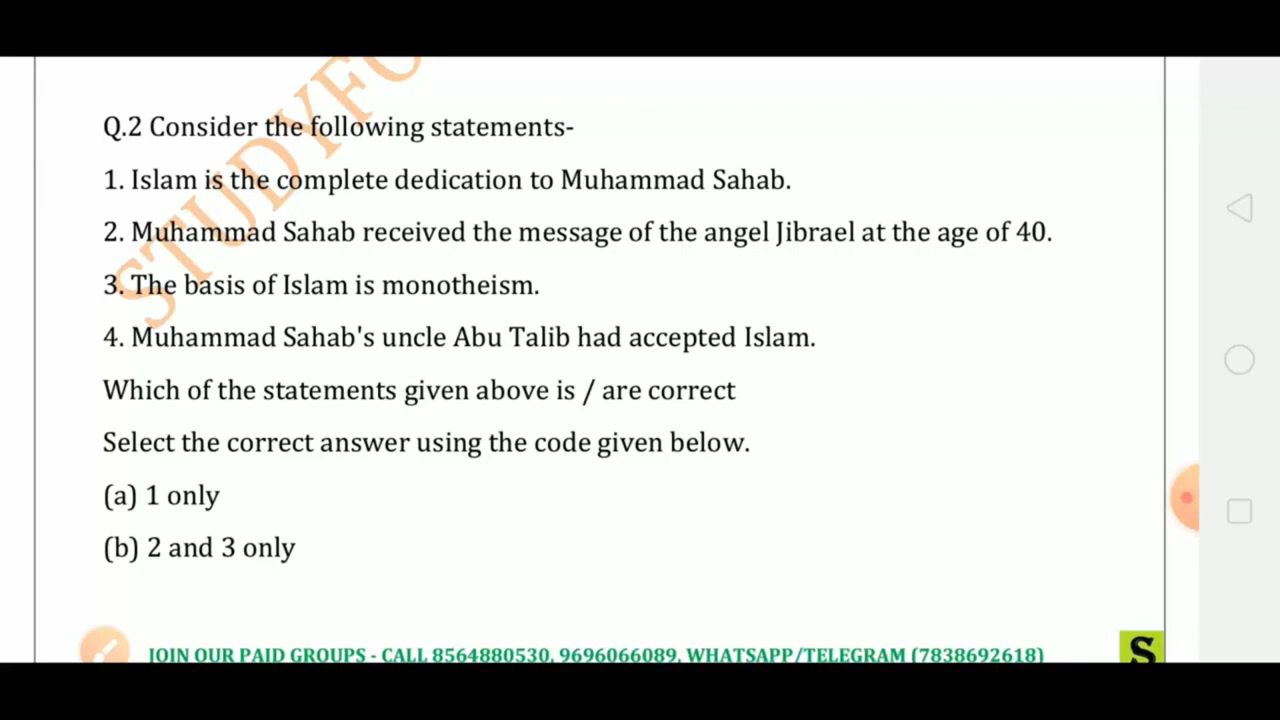 Q.2 Consider the following statements-
1. Islam is the complete dedication to Muhammad Sahab.
2. Muhammad Sahab received the message of the angel Jibrael at the age of 40.
3. The basis of Islam is monotheism.
4. Muhammad Sahab's uncle Abu Talib had accepted Islam.
Which of the statements given above is / are correct
Select the correct answer using the code given below.
(a) 1 only
(b) 2 and 3 only
STUDYFO
JOIN OUR PAID GROUPS - CALL 8564880530, 9696066089, WHATSAPP/TELEGRAM (7838692618)
S